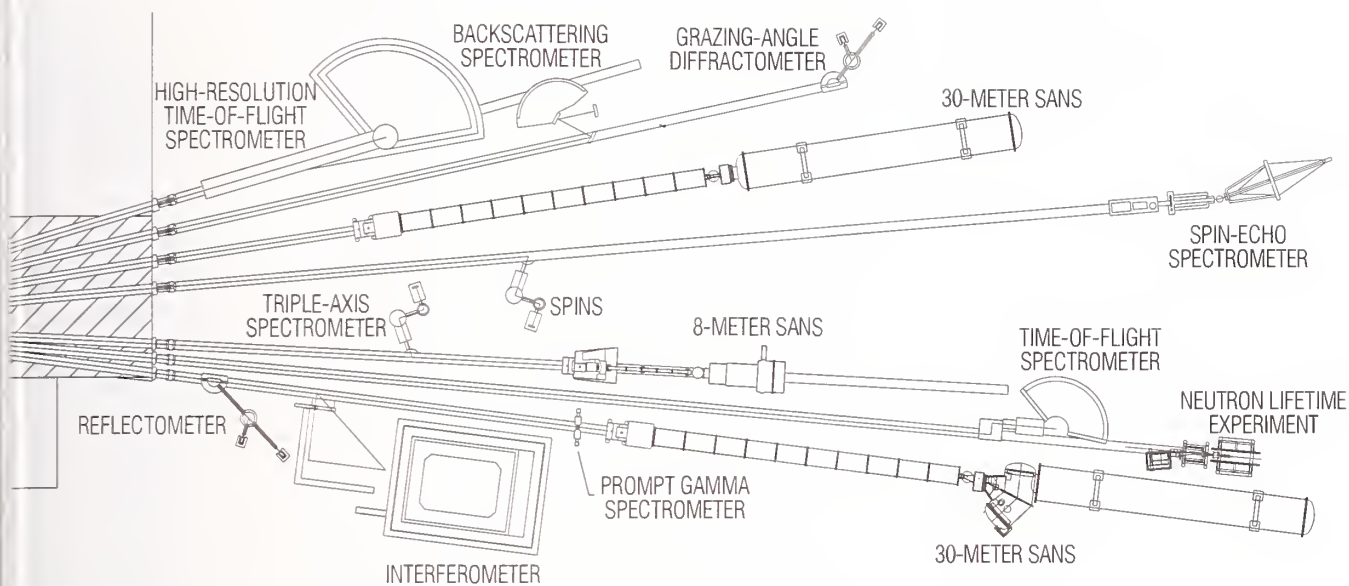 BACKSCATTERING
SPECTROMETER
GRAZING-ANGLE
DIFFRACTOMETER
HIGH-RESOLUTION
TIME-OF-FLIGHT
SPECTROMETER
30-METER SANS
SPIN-ECHO
SPECTROMETER
TRIPLE-AXIS
SPECTROMETER
SPINS
8-METER SANS
TIME-OF-FLIGHT
SPECTROMETER
REFLECTOMETER
NEUTRON LIFETIME
EXPERIMENT
PROMPT GAMMA
SPECTROMETER
30-METER SANS
INTERFEROMETER